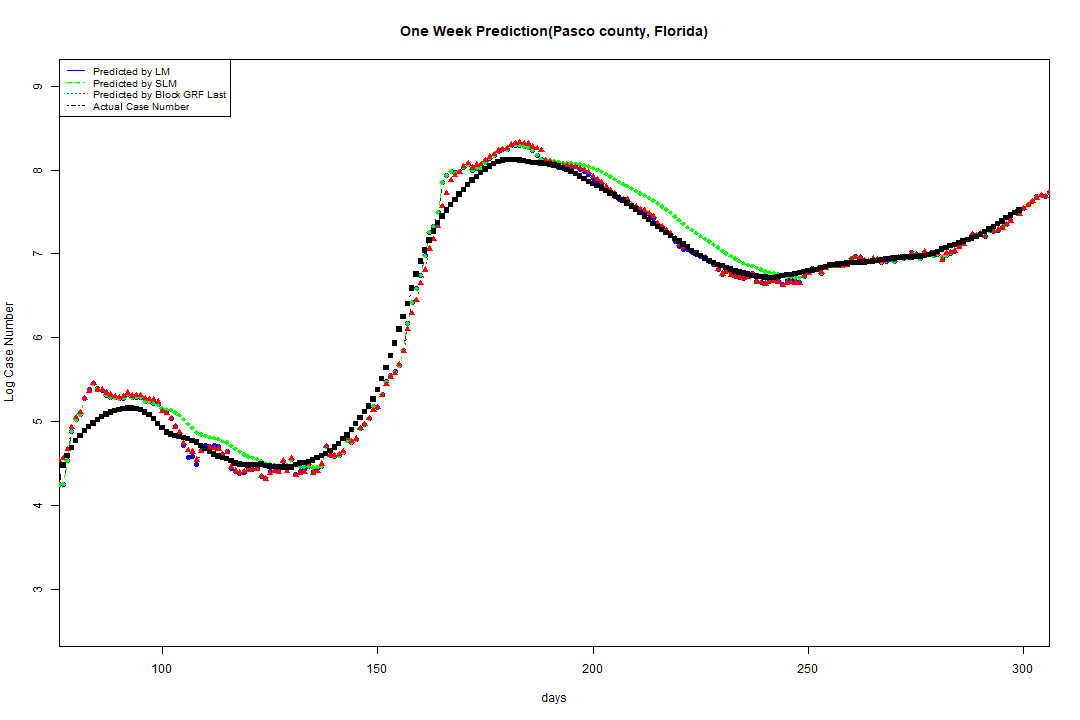 One Week Prediction(Pasco county, Florida)
Predicted by LM
Predicted by SLM
Predicted by Block GRF Last
Actual Case Number
9
8
7
6
5
4
3
Log Case Number
100 150 200 250 300
days